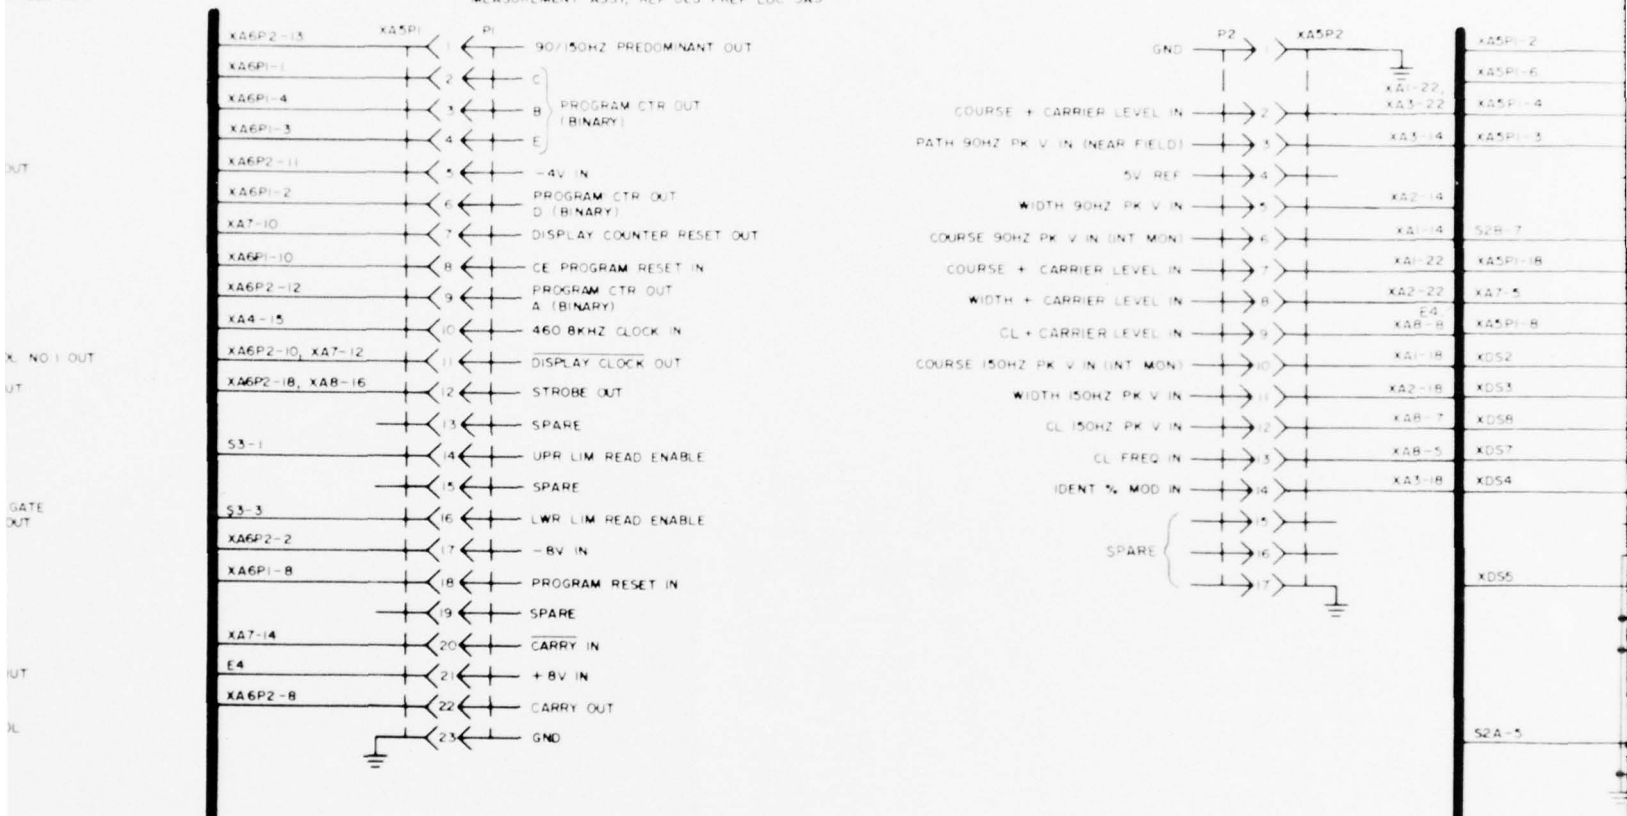 MEASUREMENT ASSY, REF DES PREF LOC 5A5
XA5P1 P1
XA6P2-13 1 90/150HZ PREDOMINANT OUT
XA6P1-1 2 C
XA6P1-4 3 B PROGRAM CTR OUT
(BINARY)
XA6P1-3 4 E
XA6P2-11 5 -4V IN
XA6P1-2 6 PROGRAM CTR OUT
D (BINARY)
XA7-10 7 DISPLAY COUNTER RESET OUT
XA6P1-10 8 CE PROGRAM RESET IN
XA6P2-12 9 PROGRAM CTR OUT
A (BINARY)
XA4-15 10 460 8KHZ CLOCK IN
XA6P2-10, XA7-12 11 DISPLAY CLOCK OUT
XA6P2-18, XA8-16 12 STROBE OUT
13 SPARE
S3-1 14 UPR LIM READ ENABLE
15 SPARE
S3-3 16 LWR LIM READ ENABLE
XA6P2-2 17 -8V IN
XA6P1-8 18 PROGRAM RESET IN
19 SPARE
XA7-14 20 CARRY IN
E4 21 +8V IN
XA6P2-8 22 CARRY OUT
23 GND
OUT
NO.1 OUT
UT
GATE
OUT
OUT
OL
P2 XA5P2
GND 1
XA1-22,
COURSE + CARRIER LEVEL IN 2 XA3-22
PATH 90HZ PK V IN (NEAR FIELD) 3 XA3-14
5V REF 4
WIDTH 90HZ PK V IN 5 XA2-14
COURSE 90HZ PK V IN (INT MON) 6 XA1-14
COURSE + CARRIER LEVEL IN 7 XA1-22
WIDTH + CARRIER LEVEL IN 8 XA2-22
E4
CL + CARRIER LEVEL IN 9 XA8-8
COURSE 150HZ PK V IN (INT MON) 10 XA1-18
WIDTH 150HZ PK V IN 11 XA2-18
CL 150HZ PK V IN 12 XA8-7
CL FREQ IN 13 XA8-5
IDENT % MOD IN 14 XA3-18
15
SPARE 16
17
XA5P1-2
XA5P1-6
XA5P1-4
XA5P1-3
S2B-7
XA5P1-18
XA7-5
XA5P1-8
XDS2
XDS3
XDS8
XDS7
XDS4
XDS5
S2A-5